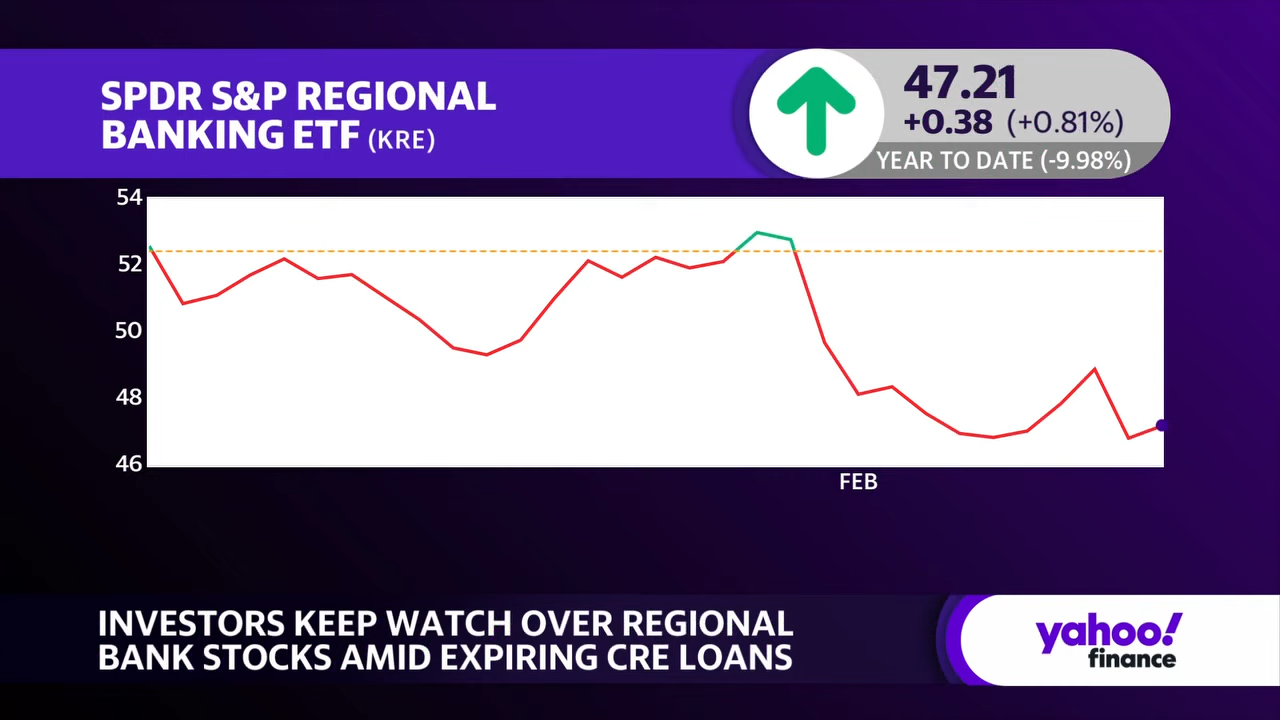 SPDR S&P REGIONAL
BANKING ETF (KRE)
47.21
+0.38 (+0.81%)
YEAR TO DATE (-9.98%)
54
52
50
48
46
FEB
INVESTORS KEEP WATCH OVER REGIONAL
BANK STOCKS AMID EXPIRING CRE LOANS
yahoo!
finance